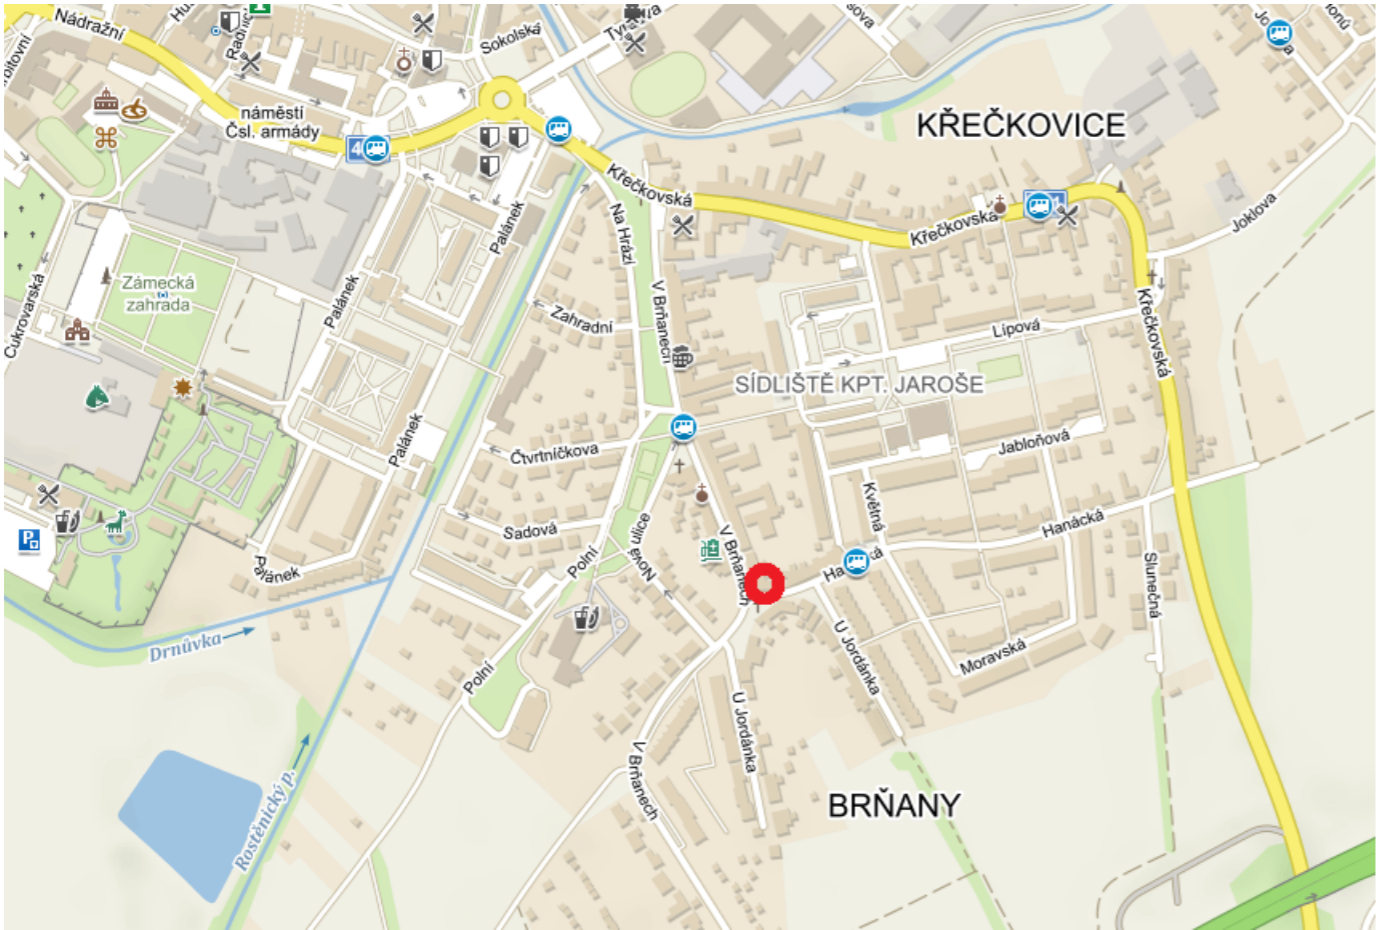 Nádražní
Sokolská
náměstí
Čsl. armády
KŘEČKOVICE
Křečkovská
Křečkovská
Joklova
Palánek
Na Hrázi
Zámecká
zahrada
Cukrovarská
Palánek
Zahradní
V Brňanech
Lípová
Křečkovská
SÍDLIŠTĚ KPT. JAROŠE
Palánek
Čtvrtníčkova
Jabloňová
Květná
Sadová
Hanácká
Polní
Nová ulice
V Brňanech
Slunečná
Palánek
P
Drnůvka
U Jordánka
Moravská
Polní
U Jordánka
V Brňanech
BRŇANY
Rostěnický p.